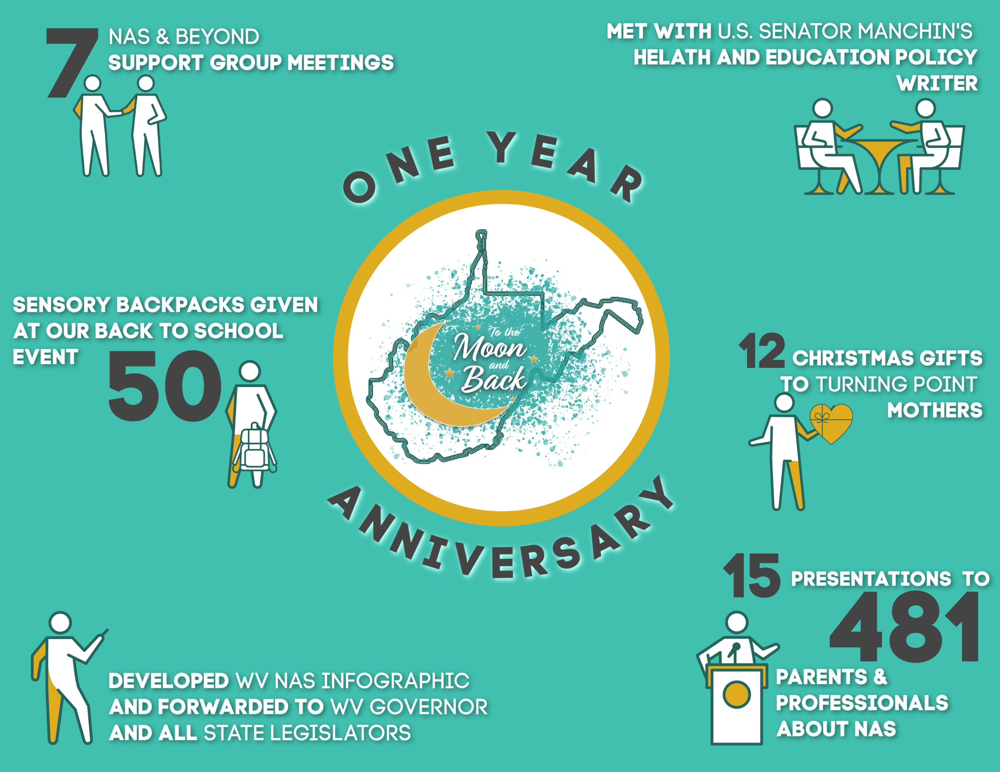 7
NAS & BEYOND
SUPPORT GROUP MEETINGS
MET WITH U.S. SENATOR MANCHIN'S
HELATH AND EDUCATION POLICY
WRITER
ONE YEAR
SENSORY BACKPACKS GIVEN
AT OUR BACK TO SCHOOL
EVENT
50
To the
Moon
and
Back
12 CHRISTMAS GIFTS
TO TURNING POINT
MOTHERS
ANNIVERSARY
15 PRESENTATIONS TO
481
PARENTS &
PROFESSIONALS
ABOUT NAS
DEVELOPED WV NAS INFOGRAPHIC
AND FORWARDED TO WV GOVERNOR
AND ALL STATE LEGISLATORS